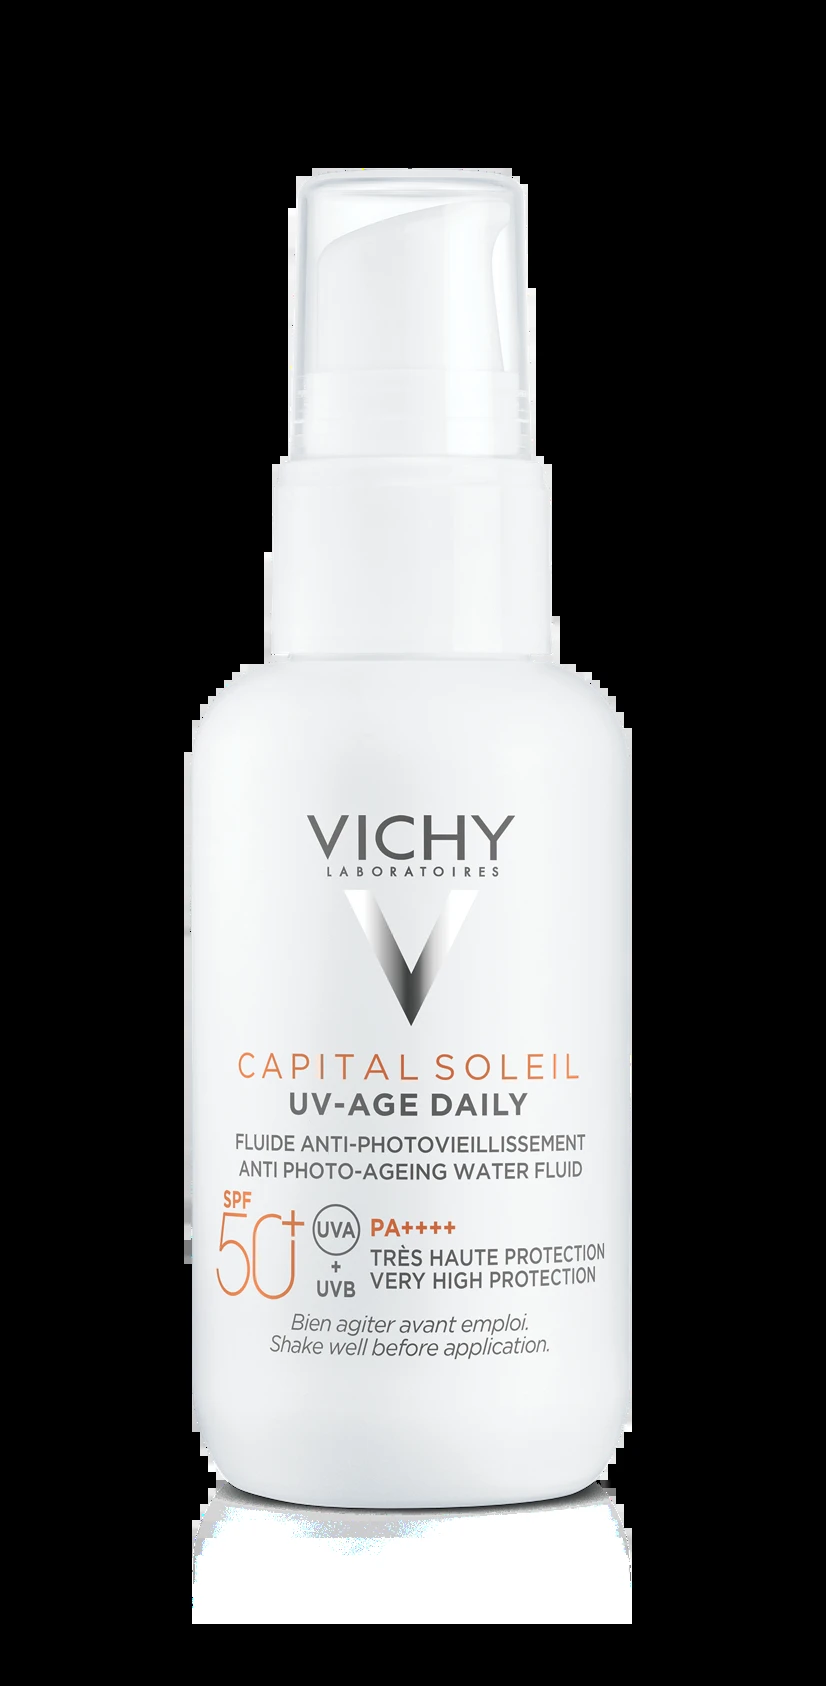 VICHY
LABORATOIRES
CAPITAL SOLEIL
UV-AGE DAILY
FLUIDE ANTI-PHOTOVIEILLISSEMENT
ANTI PHOTO-AGEING WATER FLUID
SPF
50+
UVA
+
UVB
PA++++
TRÈS HAUTE PROTECTION
VERY HIGH PROTECTION
Bien agiter avant emploi.
Shake well before application.